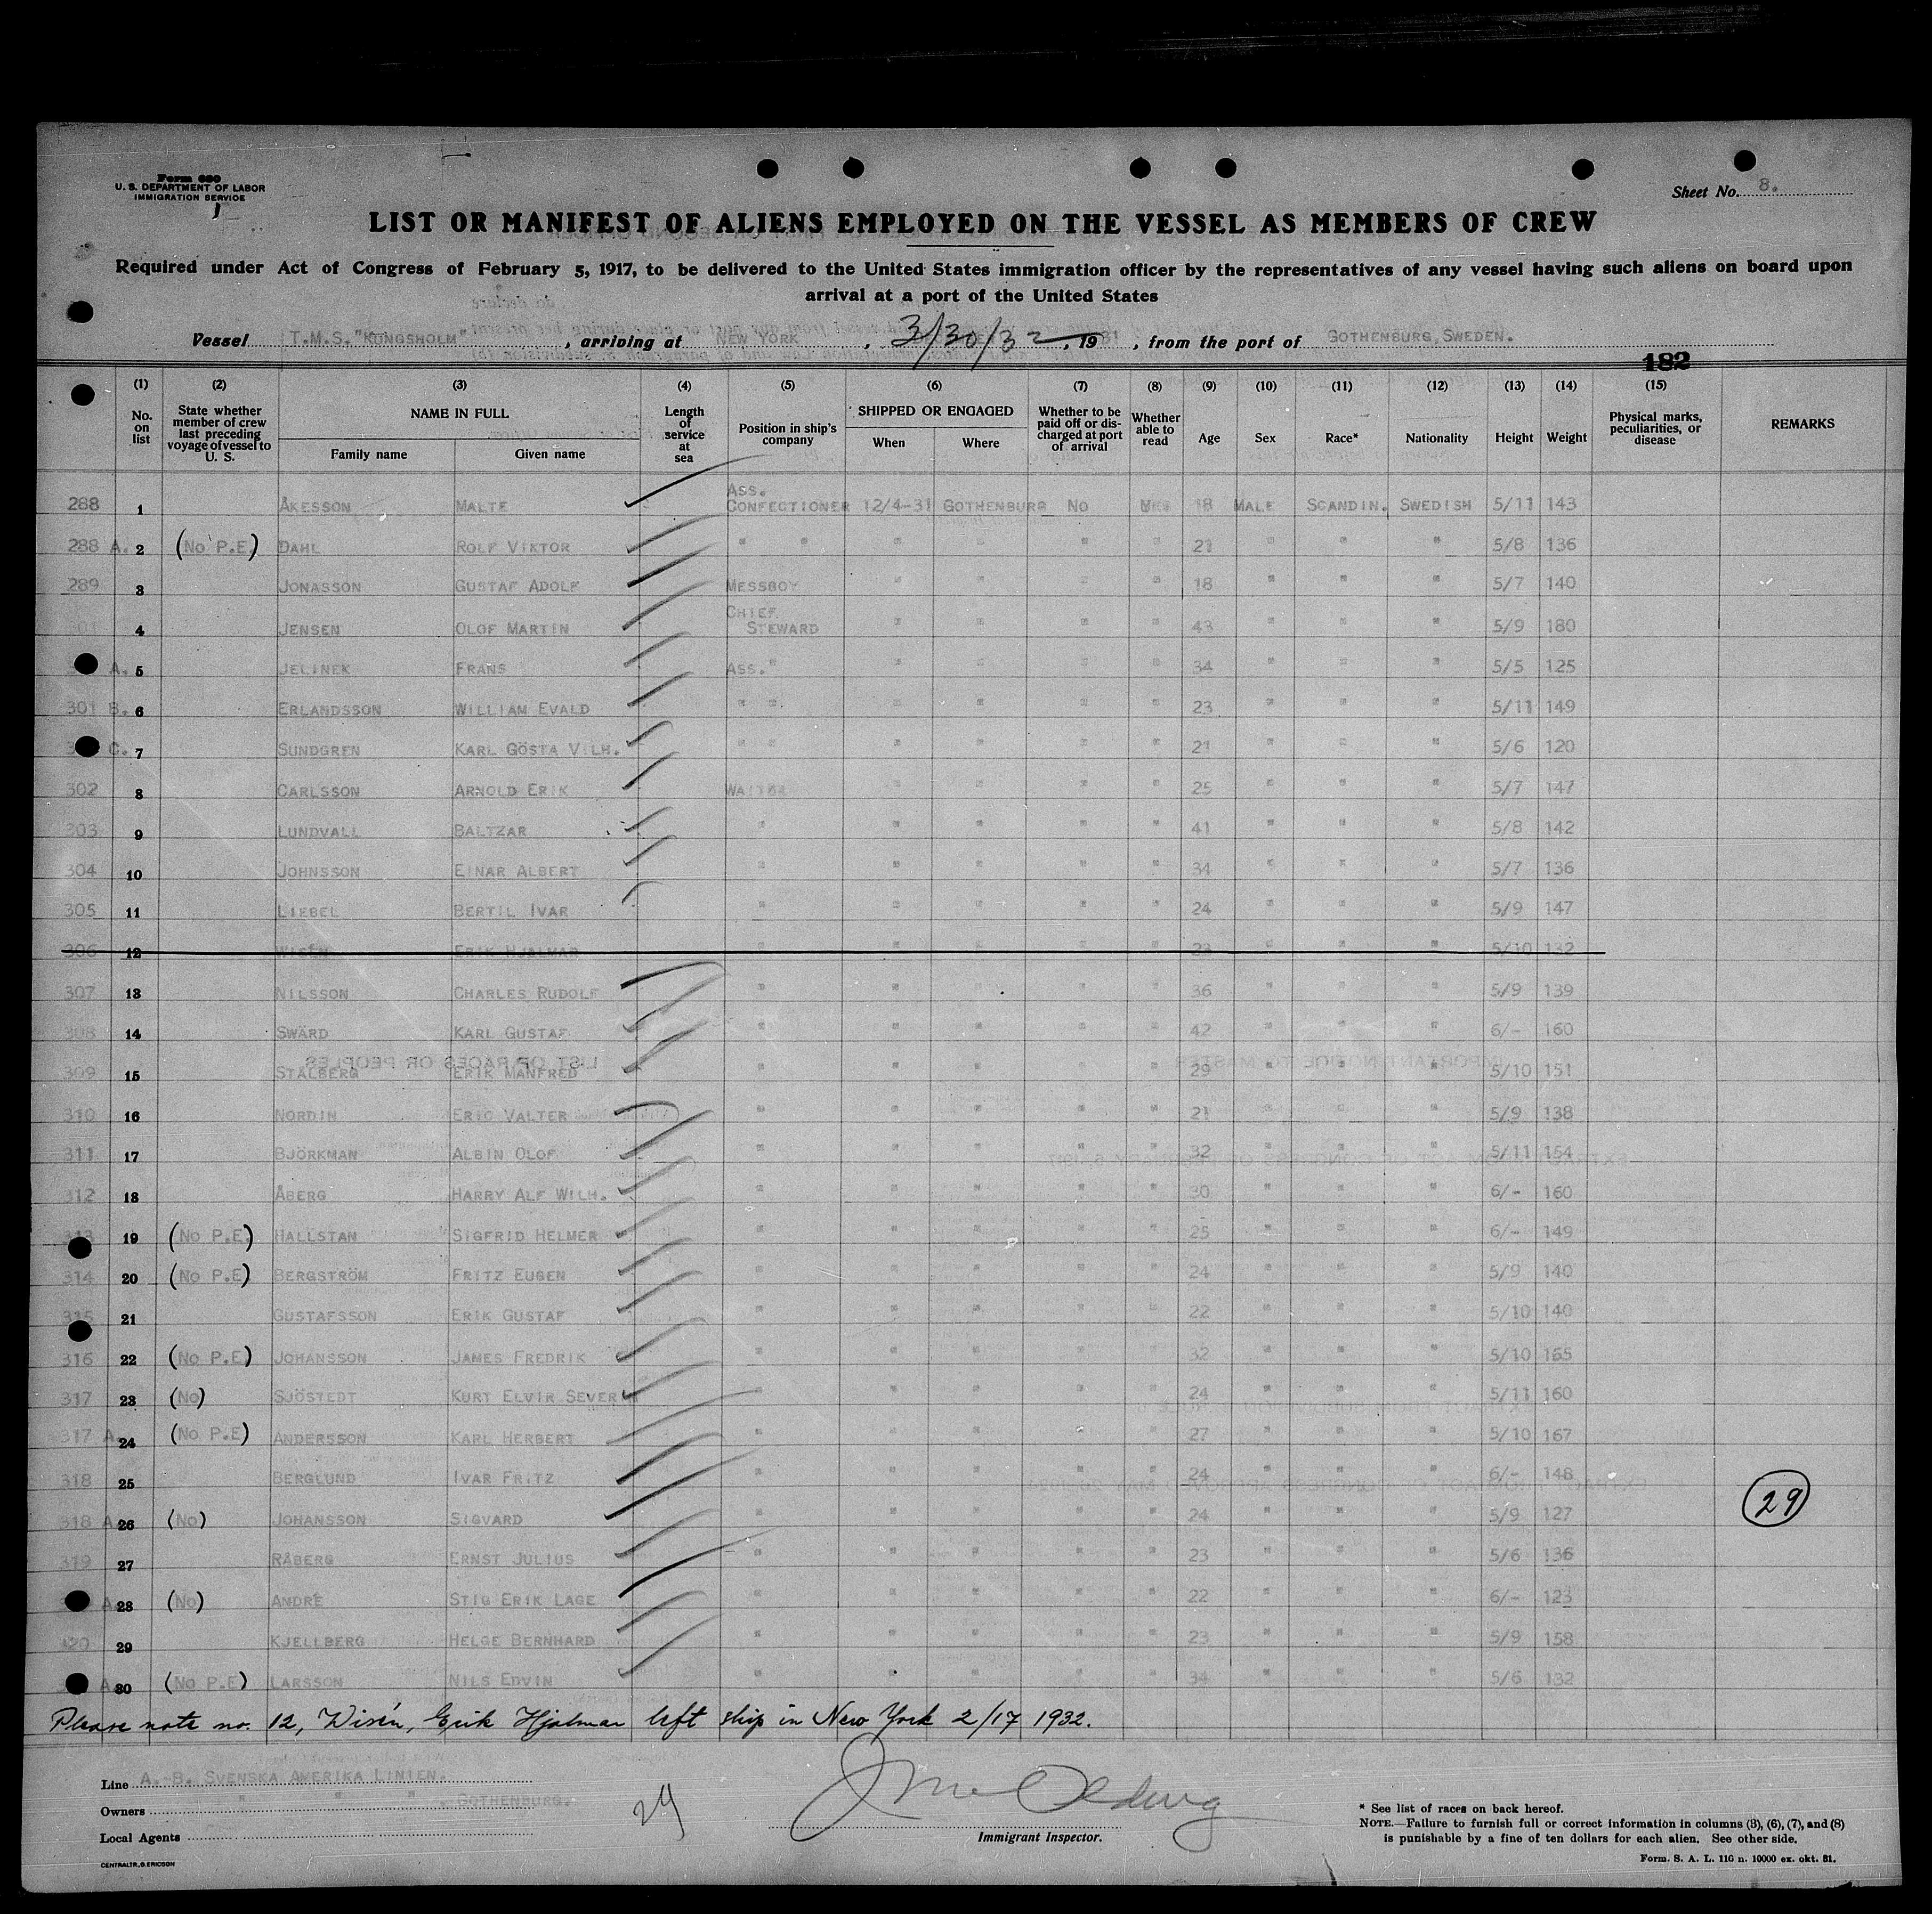 Form 680
U. S. DEPARTMENT OF LABOR
IMMIGRATION SERVICE
Sheet No. 8.
LIST OR MANIFEST OF ALIENS EMPLOYED ON THE VESSEL AS MEMBERS OF CREW
Required under Act of Congress of February 5, 1917, to be delivered to the United States immigration officer by the representatives of any vessel having such aliens on board upon
arrival at a port of the United States
Vessel T.M.S. "KUNGSHOLM", arriving at NEW YORK, 3/30/32, 1931, from the port of GOTHENBURG, SWEDEN.
182
(1) (2) (3) (4) (5) (6) (7) (8) (9) (10) (11) (12) (13) (14) (15)
No. on list
State whether member of crew last preceding voyage of vessel to U. S.
NAME IN FULL
Family name Given name
Length of service at sea
Position in ship's company
SHIPPED OR ENGAGED
When Where
Whether to be paid off or discharged at port of arrival
Whether able to read
Age Sex Race* Nationality Height Weight
Physical marks, peculiarities, or disease
REMARKS
288 1 ÅKESSON MALTE ASS. CONFECTIONER 12/4-31 GOTHENBURG NO 18 MALE SCANDIN. SWEDISH 5/11 143
288 A. 2 (NO P.E) DAHL ROLF VIKTOR " " " " " " 21 " " " 5/8 136
289 3 JONASSON GUSTAF ADOLF MESSBOY " " " " 18 " " " 5/7 140
4 JENSEN OLOF MARTIN CHIEF STEWARD " " " " 43 " " " 5/9 180
A. 5 JELINEK FRANS ASS. " " " " " 34 " " " 5/5 125
301 B. 6 ERLANDSSON WILLIAM EVALD " " " " " " 23 " " " 5/11 149
C. 7 SUNDGREN KARL GÖSTA VILH. " " " " " " 21 " " " 5/6 120
302 8 CARLSSON ARNOLD ERIK WAITER " " " " 25 " " " 5/7 147
303 9 LUNDVALL BALTZAR " " " " " 41 " " " 5/8 142
304 10 JOHNSSON EINAR ALBERT " " " " " 34 " " " 5/7 136
305 11 LIEBEL BERTIL IVAR " " " " " 24 " " " 5/9 147
306 12 WISÉN ERIK HJALMAR " " " " " 23 " " " 5/10 132
307 13 NILSSON CHARLES RUDOLF " " " " " 36 " " " 5/9 139
308 14 SWÄRD KARL GUSTAF " " " " " 42 " " " 6/- 160
309 15 STÅLBERG ERIK MANFRED " " " " " 29 " " " 5/10 151
310 16 NORDIN ERIC VALTER " " " " " 21 " " " 5/9 138
311 17 BJÖRKMAN ALBIN OLOF " " " " " 32 " " " 5/11 154
312 18 ÅBERG HARRY ALF WILH. " " " " " 30 " " " 6/- 160
313 19 (NO P.E) HALLSTAN SIGFRID HELMER " " " " " 25 " " " 6/- 149
314 20 (NO P.E) BERGSTRÖM FRITZ EUGEN " " " " " 24 " " " 5/9 140
315 21 GUSTAFSSON ERIK GUSTAF " " " " " 22 " " " 5/10 140
316 22 (NO P.E) JOHANSSON JAMES FREDRIK " " " " " 32 " " " 5/10 165
317 23 (NO) SJÖSTEDT KURT ELVIR SEVERIN " " " " " 24 " " " 5/11 160
317 A. 24 (NO P.E) ANDERSSON KARL HERBERT " " " " " 27 " " " 5/10 167
318 25 BERGLUND IVAR FRITZ " " " " " 24 " " " 6/- 148
318 A 26 (NO) JOHANSSON SIGVARD " " " " " 24 " " " 5/9 127
29
319 27 RÅBERG ERNST JULIUS " " " " " 23 " " " 5/6 136
A. 28 (NO) ANDRÉ STIG ERIK LAGE " " " " " 22 " " " 6/- 123
320 29 KJELLBERG HELGE BERNHARD " " " " " 23 " " " 5/9 158
A. 30 (NO P.E) LARSSON NILS EDVIN " " " " " 34 " " " 5/6 132
Please note no. 12, Wisén, Erik Hjalmar left ship in New York 2/17 1932.
Line A.-B. SVENSKA AMERIKA LINIEN.
Owners " " " . GOTHENBURG.
Local Agents
29
Immigrant Inspector.
* See list of races on back hereof.
NOTE.—Failure to furnish full or correct information in columns (3), (6), (7), and (8)
is punishable by a fine of ten dollars for each alien. See other side.
CENTRALTR. G. ERICSON
Form. S. A. L. 116 n. 10000 ex. okt. 31.